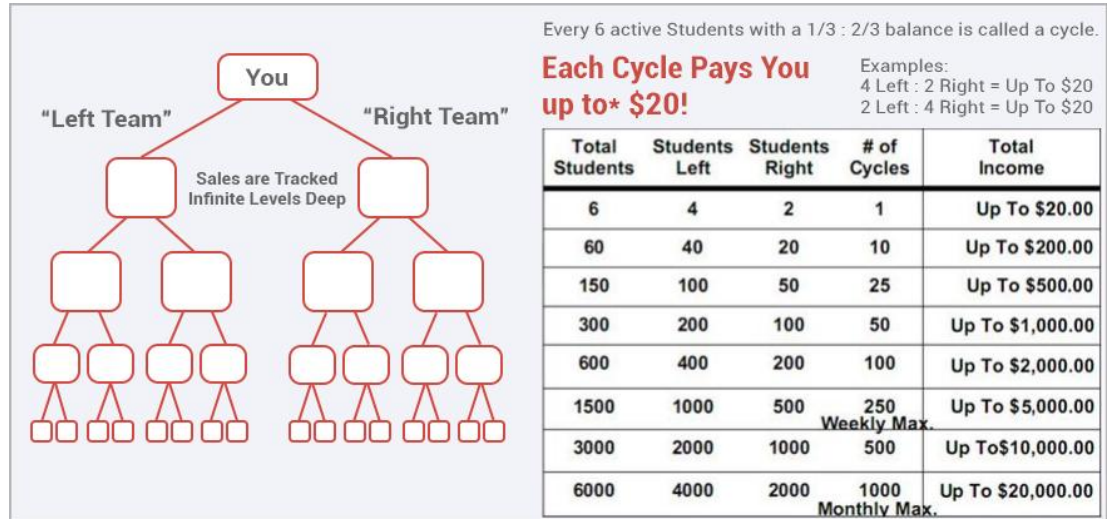 You
“Left Team”
“Right Team”
Sales are Tracked
Infinite Levels Deep
Every 6 active Students with a 1/3 : 2/3 balance is called a cycle.
Each Cycle Pays You
up to* $20!
Examples:
4 Left : 2 Right = Up To $20
2 Left : 4 Right = Up To $20
Total Students Students # of Total
Students Left Right Cycles Income
6 4 2 1 Up To $20.00
60 40 20 10 Up To $200.00
150 100 50 25 Up To $500.00
300 200 100 50 Up To $1,000.00
600 400 200 100 Up To $2,000.00
1500 1000 500 250 Up To $5,000.00
Weekly Max.
3000 2000 1000 500 Up To$10,000.00
6000 4000 2000 1000 Up To $20,000.00
Monthly Max.